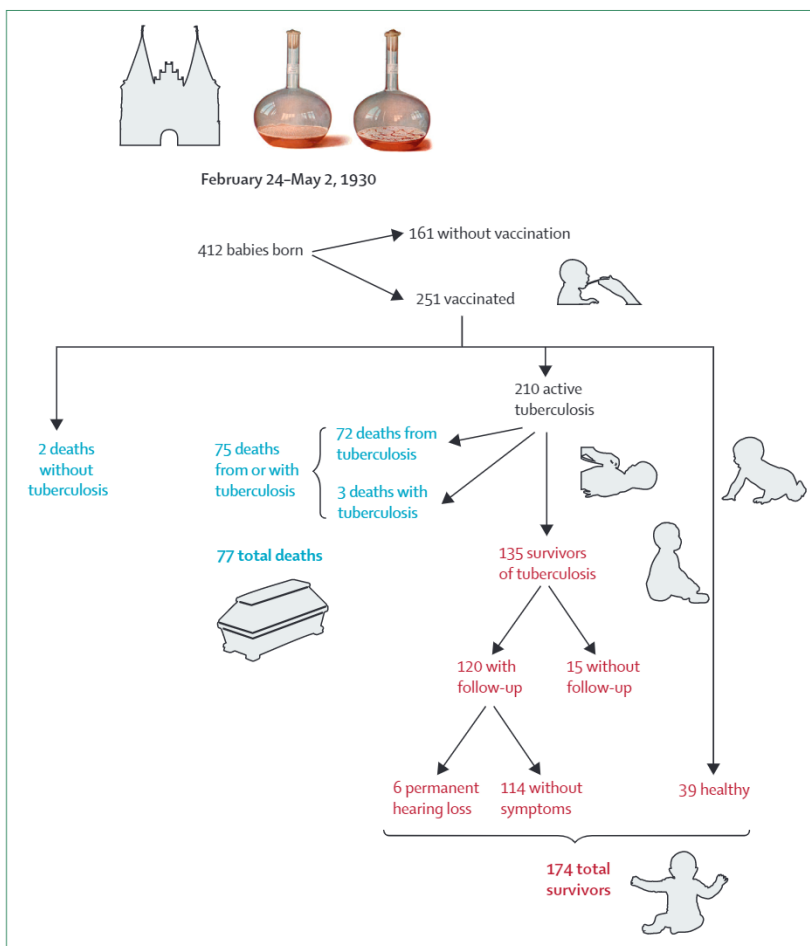 February 24–May 2, 1930
161 without vaccination
412 babies born
251 vaccinated
210 active
tuberculosis
2 deaths
without
tuberculosis
75 deaths
from or with
tuberculosis
72 deaths from
tuberculosis
3 deaths with
tuberculosis
77 total deaths
135 survivors
of tuberculosis
120 with
follow-up
15 without
follow-up
6 permanent
hearing loss
114 without
symptoms
39 healthy
174 total
survivors